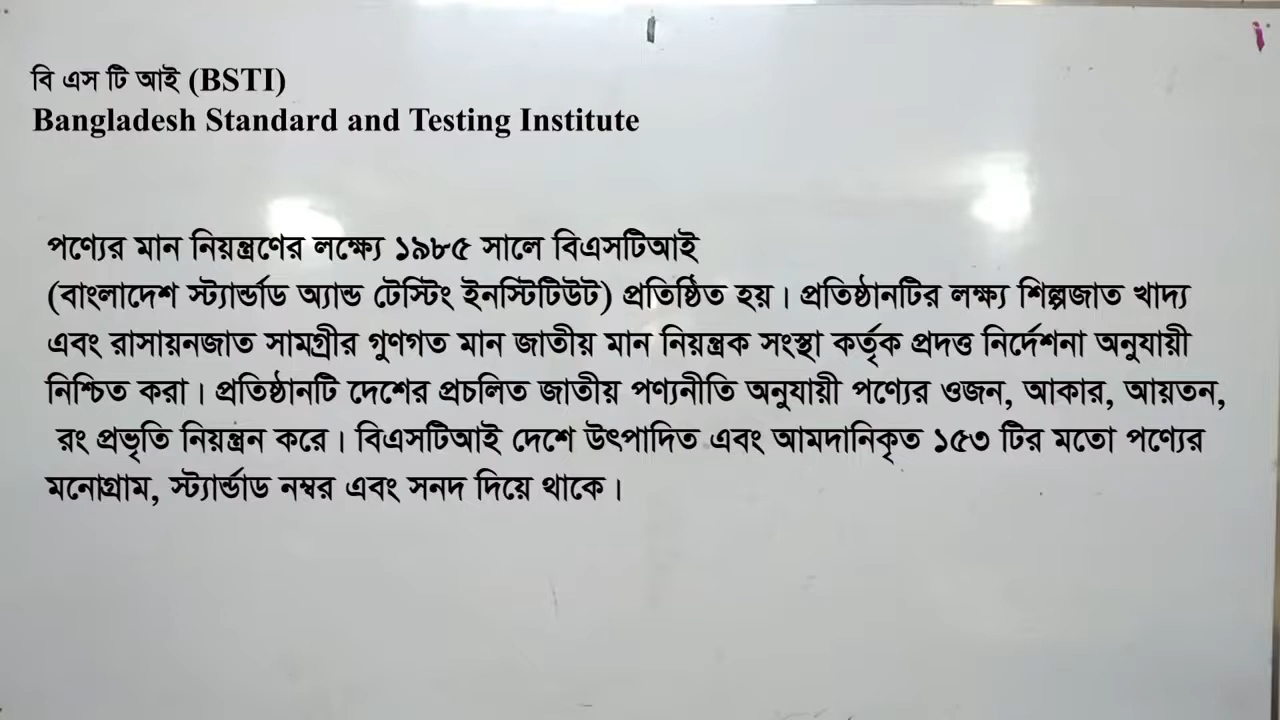 বি এস টি আই (BSTI)
Bangladesh Standard and Testing Institute
পণ্যের মান নিয়ন্ত্রণের লক্ষ্যে ১৯৮৫ সালে বিএসটিআই
(বাংলাদেশ স্ট্যার্ন্ডাড অ্যান্ড টেস্টিং ইনস্টিটিউট) প্রতিষ্ঠিত হয়। প্রতিষ্ঠানটির লক্ষ্য শিল্পজাত খাদ্য
এবং রাসায়নজাত সামগ্রীর গুণগত মান জাতীয় মান নিয়ন্ত্রক সংস্থা কর্তৃক প্রদত্ত নির্দেশনা অনুযায়ী
নিশ্চিত করা। প্রতিষ্ঠানটি দেশের প্রচলিত জাতীয় পণ্যনীতি অনুযায়ী পণ্যের ওজন, আকার, আয়তন,
রং প্রভৃতি নিয়ন্ত্রন করে। বিএসটিআই দেশে উৎপাদিত এবং আমদানিকৃত ১৫৩ টির মতো পণ্যের
মনোগ্রাম, স্ট্যার্ন্ডাড নম্বর এবং সনদ দিয়ে থাকে।